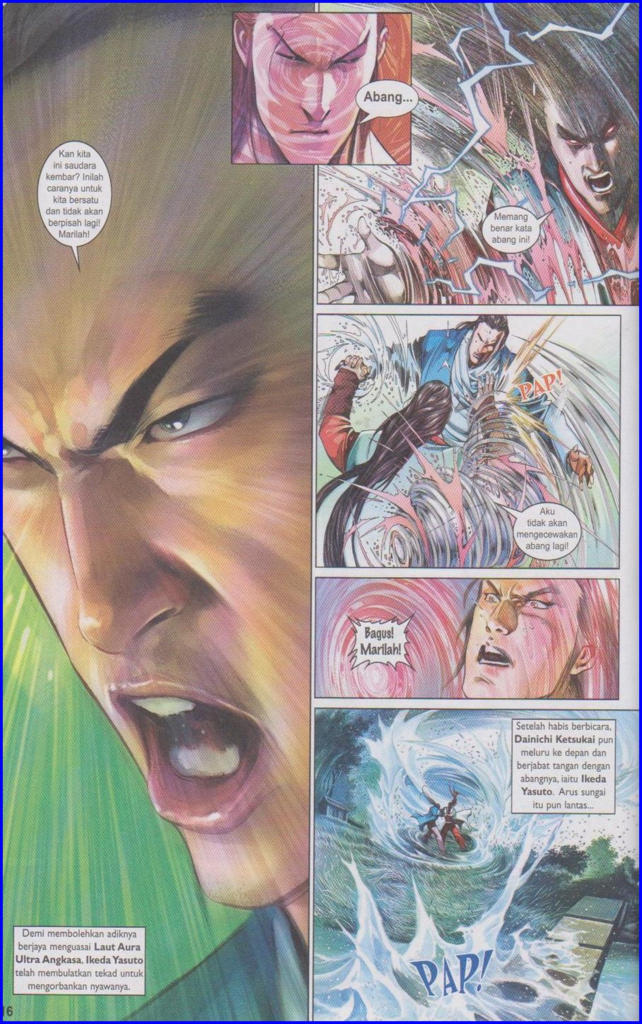 Kan kita
ini saudara
kembar? Inilah
caranya untuk
kita bersatu
dan tidak akan
berpisah lagi!
Marilah!
Demi membolehkan adiknya
berjaya menguasai Laut Aura
Ultra Angkasa, Ikeda Yasuto
telah membulatkan tekad untuk
mengorbankan nyawanya.
Abang...
Memang
benar kata
abang ini!
PAP!
Aku
tidak akan
mengecewakan
abang lagi!
Bagus!
Marilah!
Setelah habis berbicara,
Dainichi Ketsukai pun
meluru ke depan dan
berjabat tangan dengan
abangnya, iaitu Ikeda
Yasuto. Arus sungai
itu pun lantas...
PAP!
16